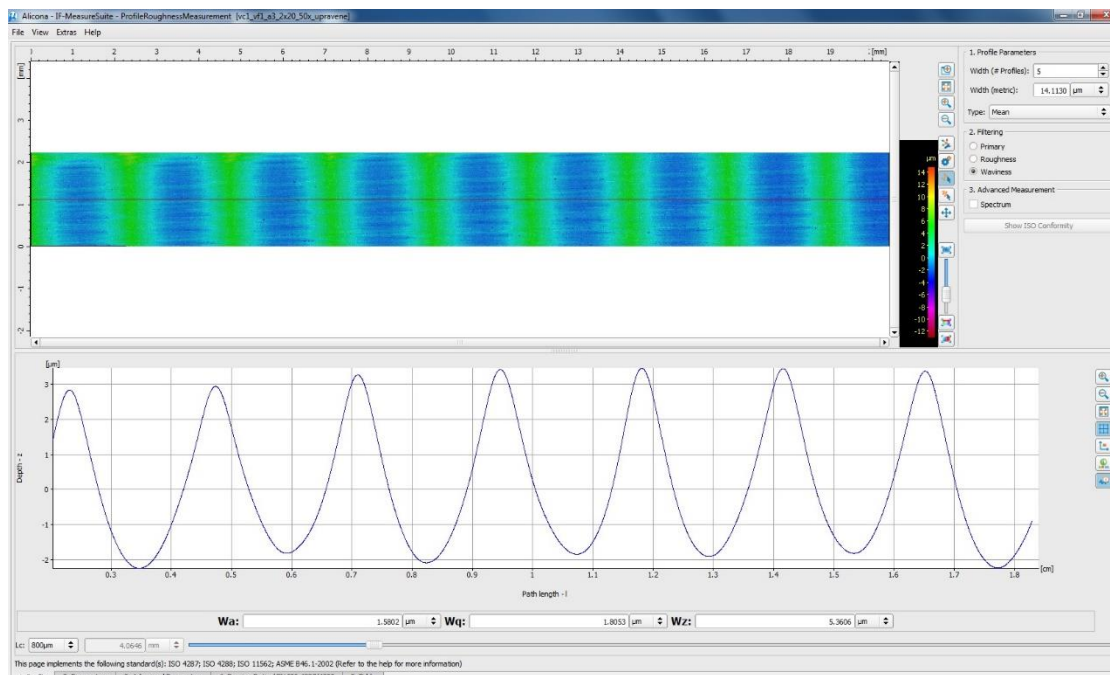 Alicona - IF-MeasureSuite - ProfileRoughnessMeasurement [vc1_vf1_a3_2x20_50x_upravene]
File View Extras Help
1 2 3 4 5 6 7 8 9 10 11 12 13 14 15 16 17 18 19 [mm]
[mm]
3
2
1
0
-1
-2
µm
14
12
10
8
6
4
2
0
-2
-4
-6
-8
-10
-12
1. Profile Parameters
Width (# Profiles): 5
Width (metric): 14.1130 µm
Type: Mean
2. Filtering
Primary
Roughness
Waviness
3. Advanced Measurement
Spectrum
Show ISO Conformity
[µm]
3
2
1
0
-1
-2
Depth - z
0.3 0.4 0.5 0.6 0.7 0.8 0.9 1 1.1 1.2 1.3 1.4 1.5 1.6 1.7 1.8 [cm]
Path length - l
Wa: 1.5802 µm Wq: 1.8053 µm Wz: 5.3606 µm
Lc: 800µm 4.0646 mm
This page implements the following standard(s): ISO 4287; ISO 4288; ISO 11562; ASME B46.1-2002 (Refer to the help for more information)